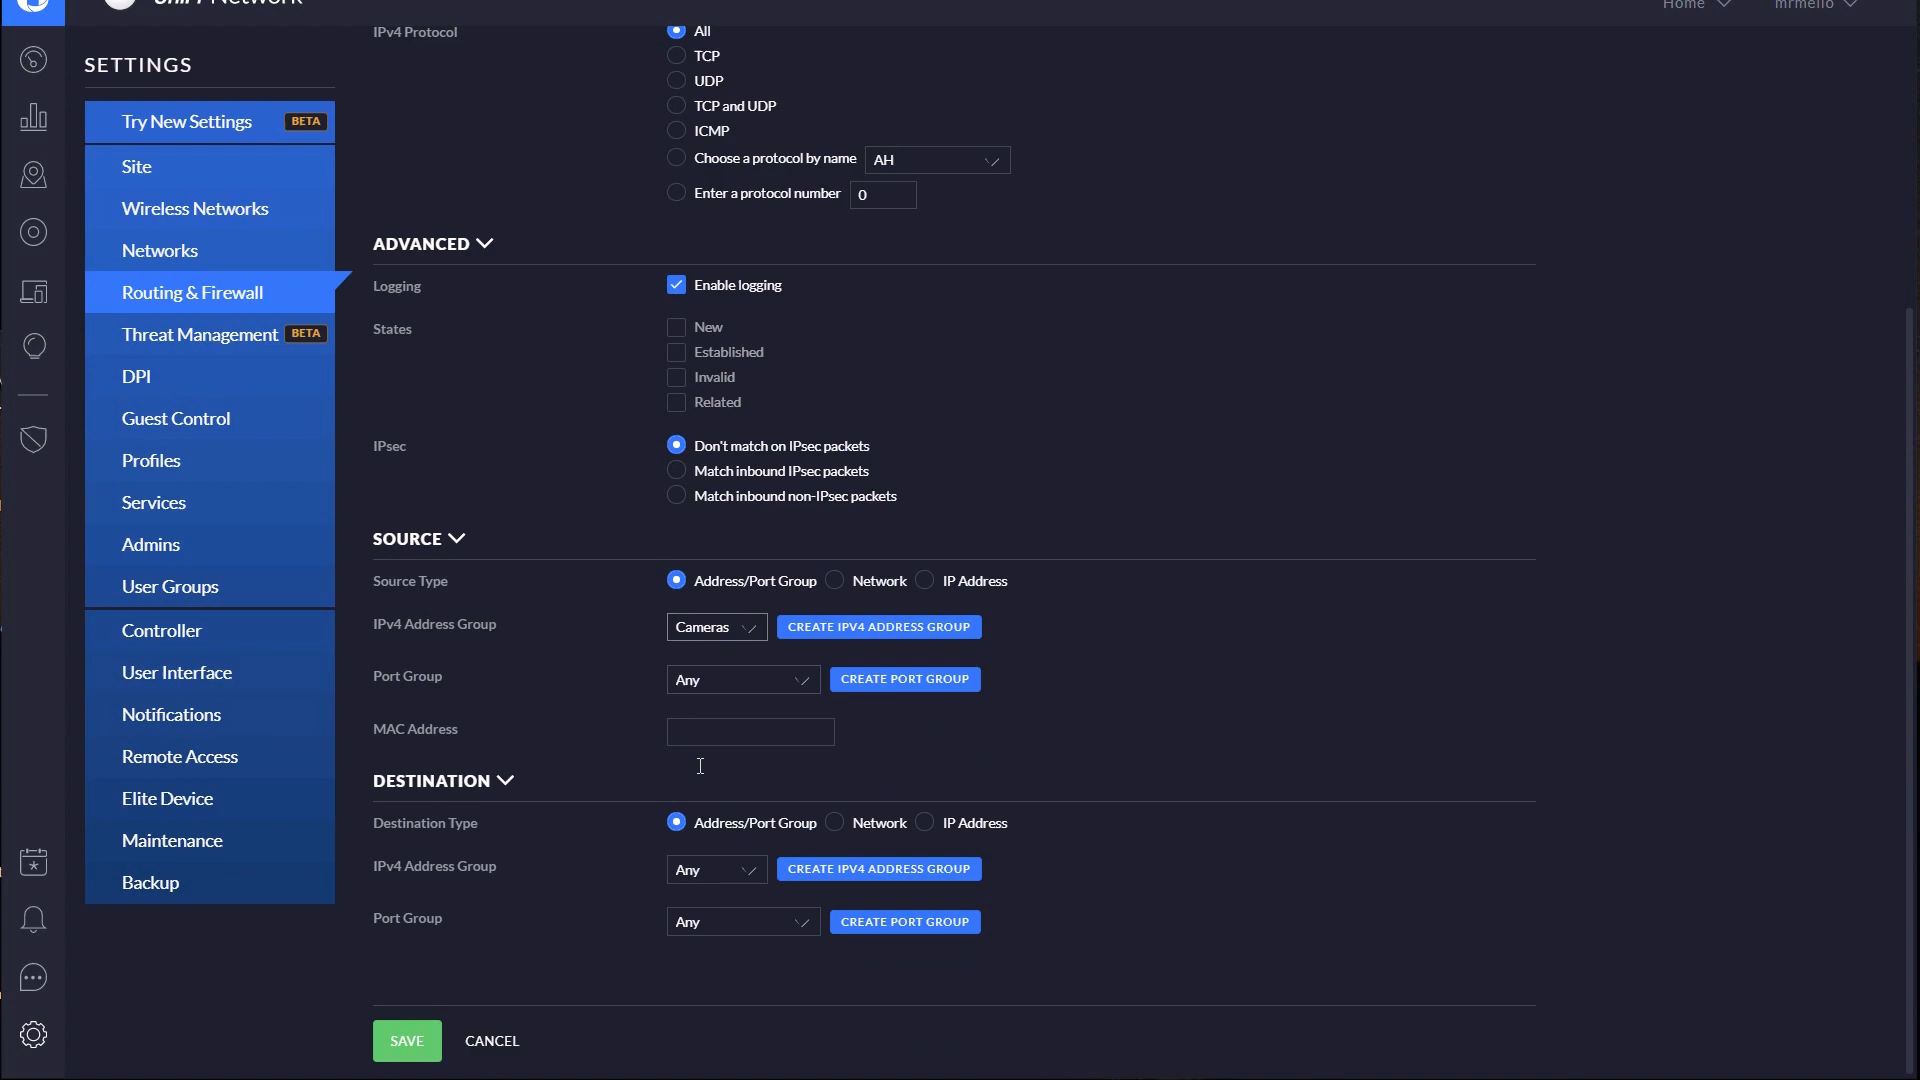 UniFi Network
Home
mrmello
SETTINGS
Try New Settings BETA
Site
Wireless Networks
Networks
Routing & Firewall
Threat Management BETA
DPI
Guest Control
Profiles
Services
Admins
User Groups
Controller
User Interface
Notifications
Remote Access
Elite Device
Maintenance
Backup
IPv4 Protocol
All
TCP
UDP
TCP and UDP
ICMP
Choose a protocol by name AH
Enter a protocol number 0
ADVANCED
Logging Enable logging
States New
Established
Invalid
Related
IPsec Don't match on IPsec packets
Match inbound IPsec packets
Match inbound non-IPsec packets
SOURCE
Source Type Address/Port Group Network IP Address
IPv4 Address Group Cameras CREATE IPV4 ADDRESS GROUP
Port Group Any CREATE PORT GROUP
MAC Address
DESTINATION
Destination Type Address/Port Group Network IP Address
IPv4 Address Group Any CREATE IPV4 ADDRESS GROUP
Port Group Any CREATE PORT GROUP
SAVE CANCEL